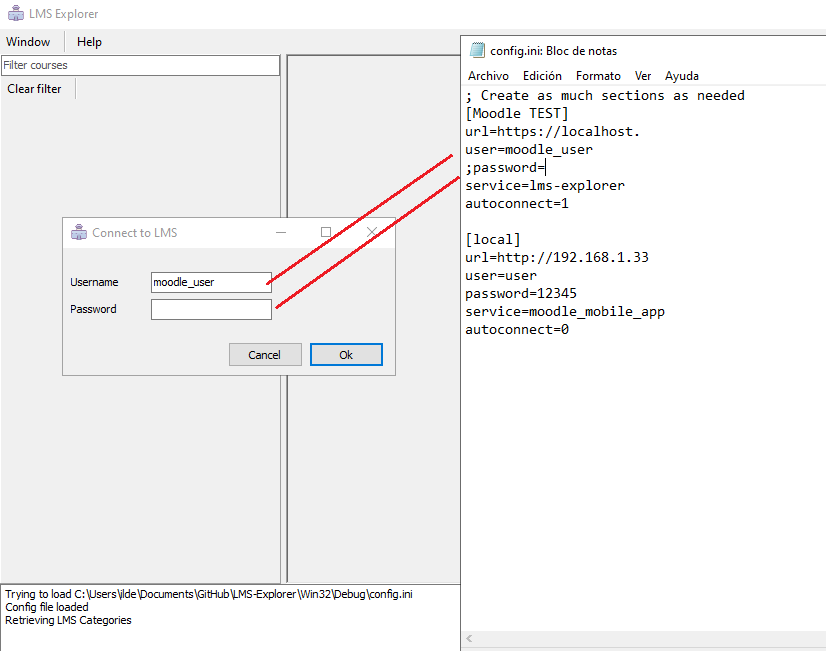 LMS Explorer
Window Help
Filter courses
Clear filter
Connect to LMS
Username moodle_user
Password
Cancel Ok
Trying to load C:\Users\ilde\Documents\GitHub\LMS-Explorer\Win32\Debug\config.ini
Config file loaded
Retrieving LMS Categories
config.ini: Bloc de notas
Archivo Edición Formato Ver Ayuda
; Create as much sections as needed
[Moodle TEST]
url=https://localhost.
user=moodle_user
;password=
service=lms-explorer
autoconnect=1
[local]
url=http://192.168.1.33
user=user
password=12345
service=moodle_mobile_app
autoconnect=0